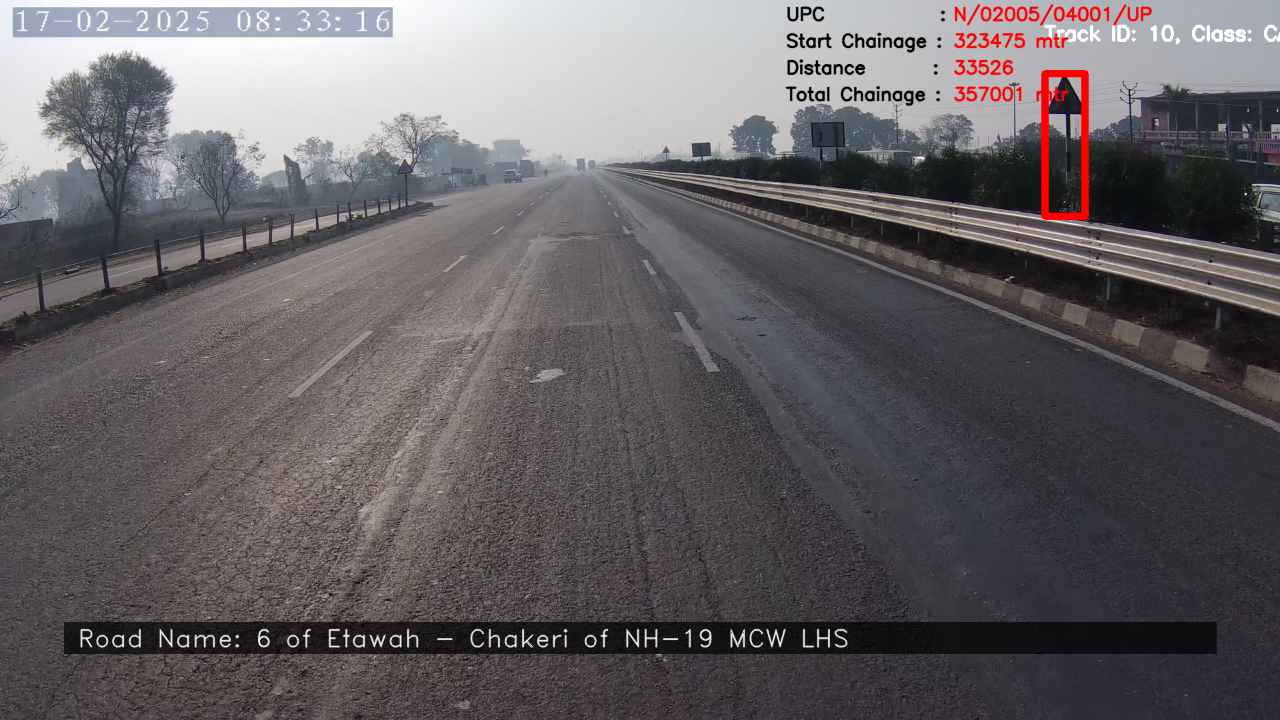 17-02-2025 08:33:16
UPC : N/02005/04001/UP
Track ID: 10, Class: CA
Start Chainage : 323475 mtr
Distance : 33526
Total Chainage : 357001 mtr
Road Name: 6 of Etawah - Chakeri of NH-19 MCW LHS